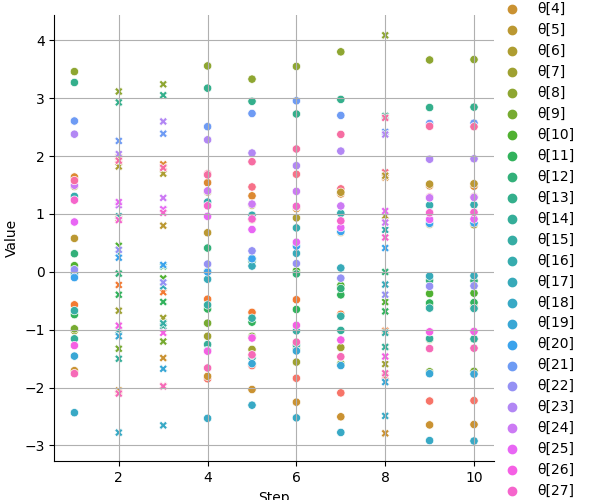 θ[4]
θ[5]
θ[6]
θ[7]
θ[8]
θ[9]
θ[10]
θ[11]
θ[12]
θ[13]
θ[14]
θ[15]
θ[16]
θ[17]
θ[18]
θ[19]
θ[20]
θ[21]
θ[22]
θ[23]
θ[24]
θ[25]
θ[26]
θ[27]
Value
4
3
2
1
0
−1
−2
−3
2
4
6
8
10
Step